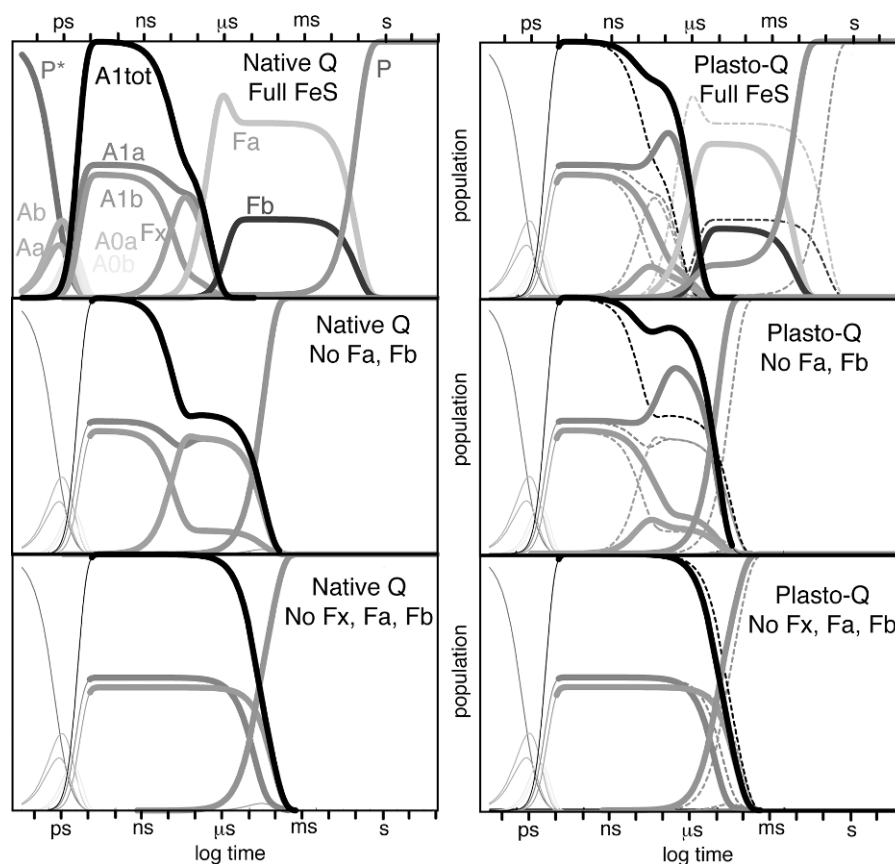 ps ns μs ms s
P*
A1tot
Native Q
Full FeS
P
A1a
Fa
Ab
A1b
Fx
Fb
Aa
A0a
A0b
Native Q
No Fa, Fb
Native Q
No Fx, Fa, Fb
ps ns μs ms s
log time
ps ns μs ms s
Plasto-Q
Full FeS
population
Plasto-Q
No Fa, Fb
population
Plasto-Q
No Fx, Fa, Fb
population
ps ns μs ms s
log time